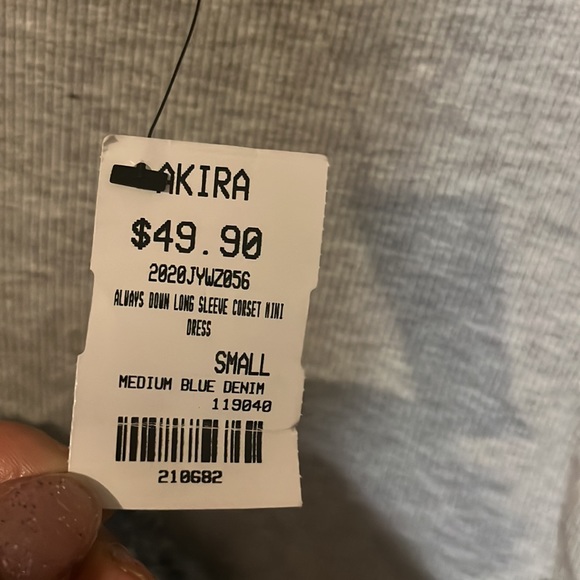 AKIRA
$49.90
2020JYWZ056
ALWAYS DOWN LONG SLEEVE CORSET MINI
DRESS
SMALL
MEDIUM BLUE DENIM
119040
210682